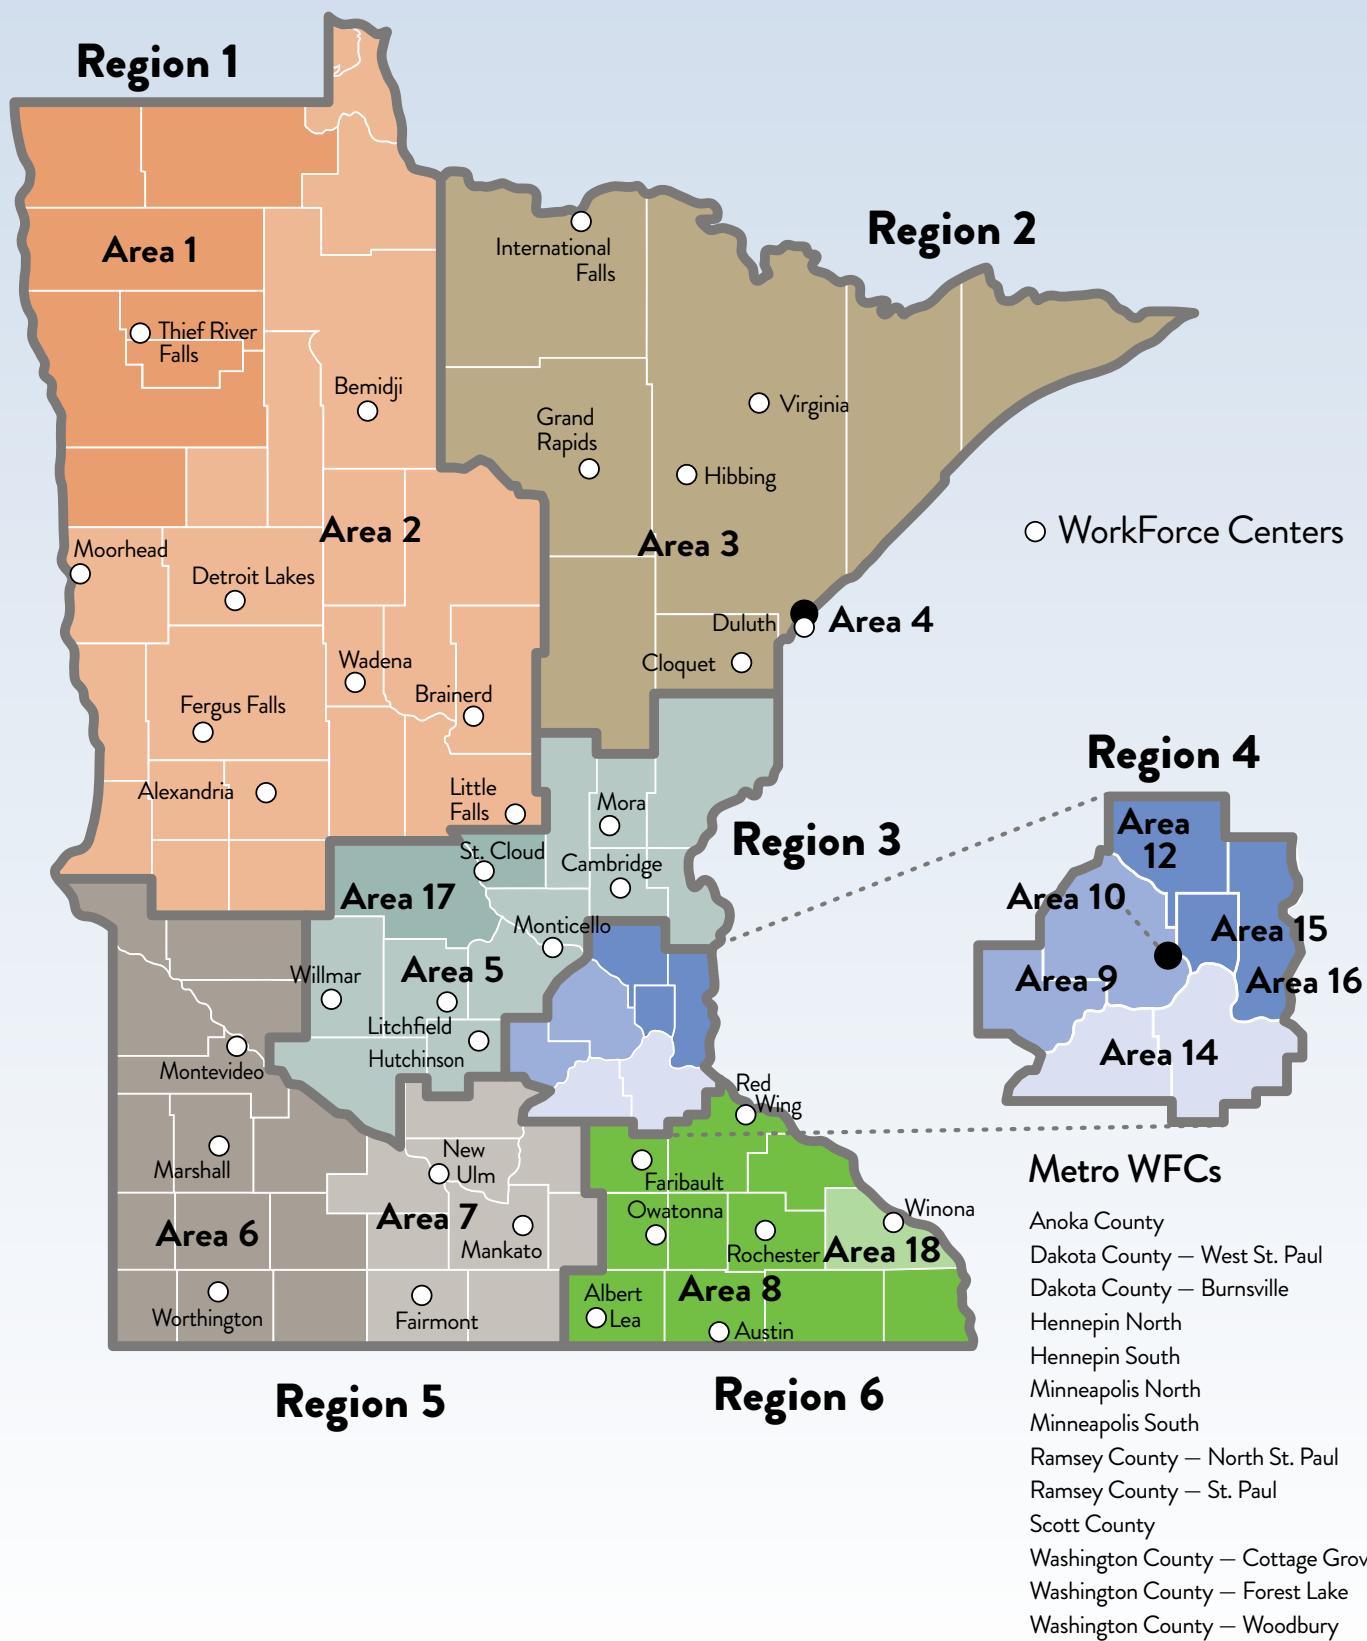 Region 1
Area 1
Thief River
Falls
Bemidji
Area 2
Moorhead
Detroit Lakes
Wadena
Brainerd
Fergus Falls
Alexandria
Little
Falls
Region 2
International
Falls
Virginia
Grand
Rapids
Hibbing
Area 3
Duluth
Area 4
Cloquet
WorkForce Centers
Region 3
Mora
St. Cloud
Cambridge
Area 17
Monticello
Willmar
Area 5
Litchfield
Hutchinson
Region 4
Area
12
Area 10
Area 15
Area 9
Area 16
Area 14
Montevideo
Marshall
New
Ulm
Area 6
Area 7
Mankato
Worthington
Fairmont
Region 5
Red
Wing
Faribault
Owatonna
Winona
Rochester
Area 18
Albert
Lea
Area 8
Austin
Region 6
Metro WFCs
Anoka County
Dakota County — West St. Paul
Dakota County — Burnsville
Hennepin North
Hennepin South
Minneapolis North
Minneapolis South
Ramsey County — North St. Paul
Ramsey County — St. Paul
Scott County
Washington County — Cottage Grov
Washington County — Forest Lake
Washington County — Woodbury